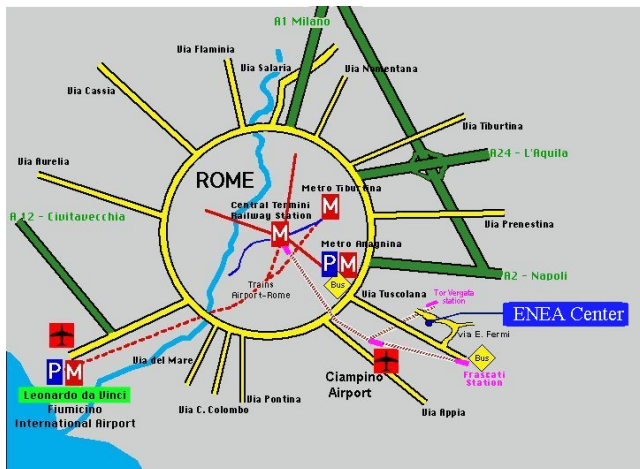 A1 Milano
Via Flaminia
Via Salaria
Via Nomentana
Via Cassia
Via Tiburtina
Via Aurelia
A24 - L'Aquila
ROME
Metro Tiburtina
Central Termini
Railway Station
M
M
A 12 - Civitavecchia
Via Prenestina
Metro Anagnina
P M
Bus
A2 - Napoli
Trains
Airport-Rome
Via Tuscolana
Tor Vergata
station
ENEA Center
via E. Fermi
Bus
Frascati
Station
Via del Mare
P M
Leonardo da Vinci
Fiumicino
International Airport
Ciampino
Airport
Via Pontina
Via C. Colombo
Via Appia